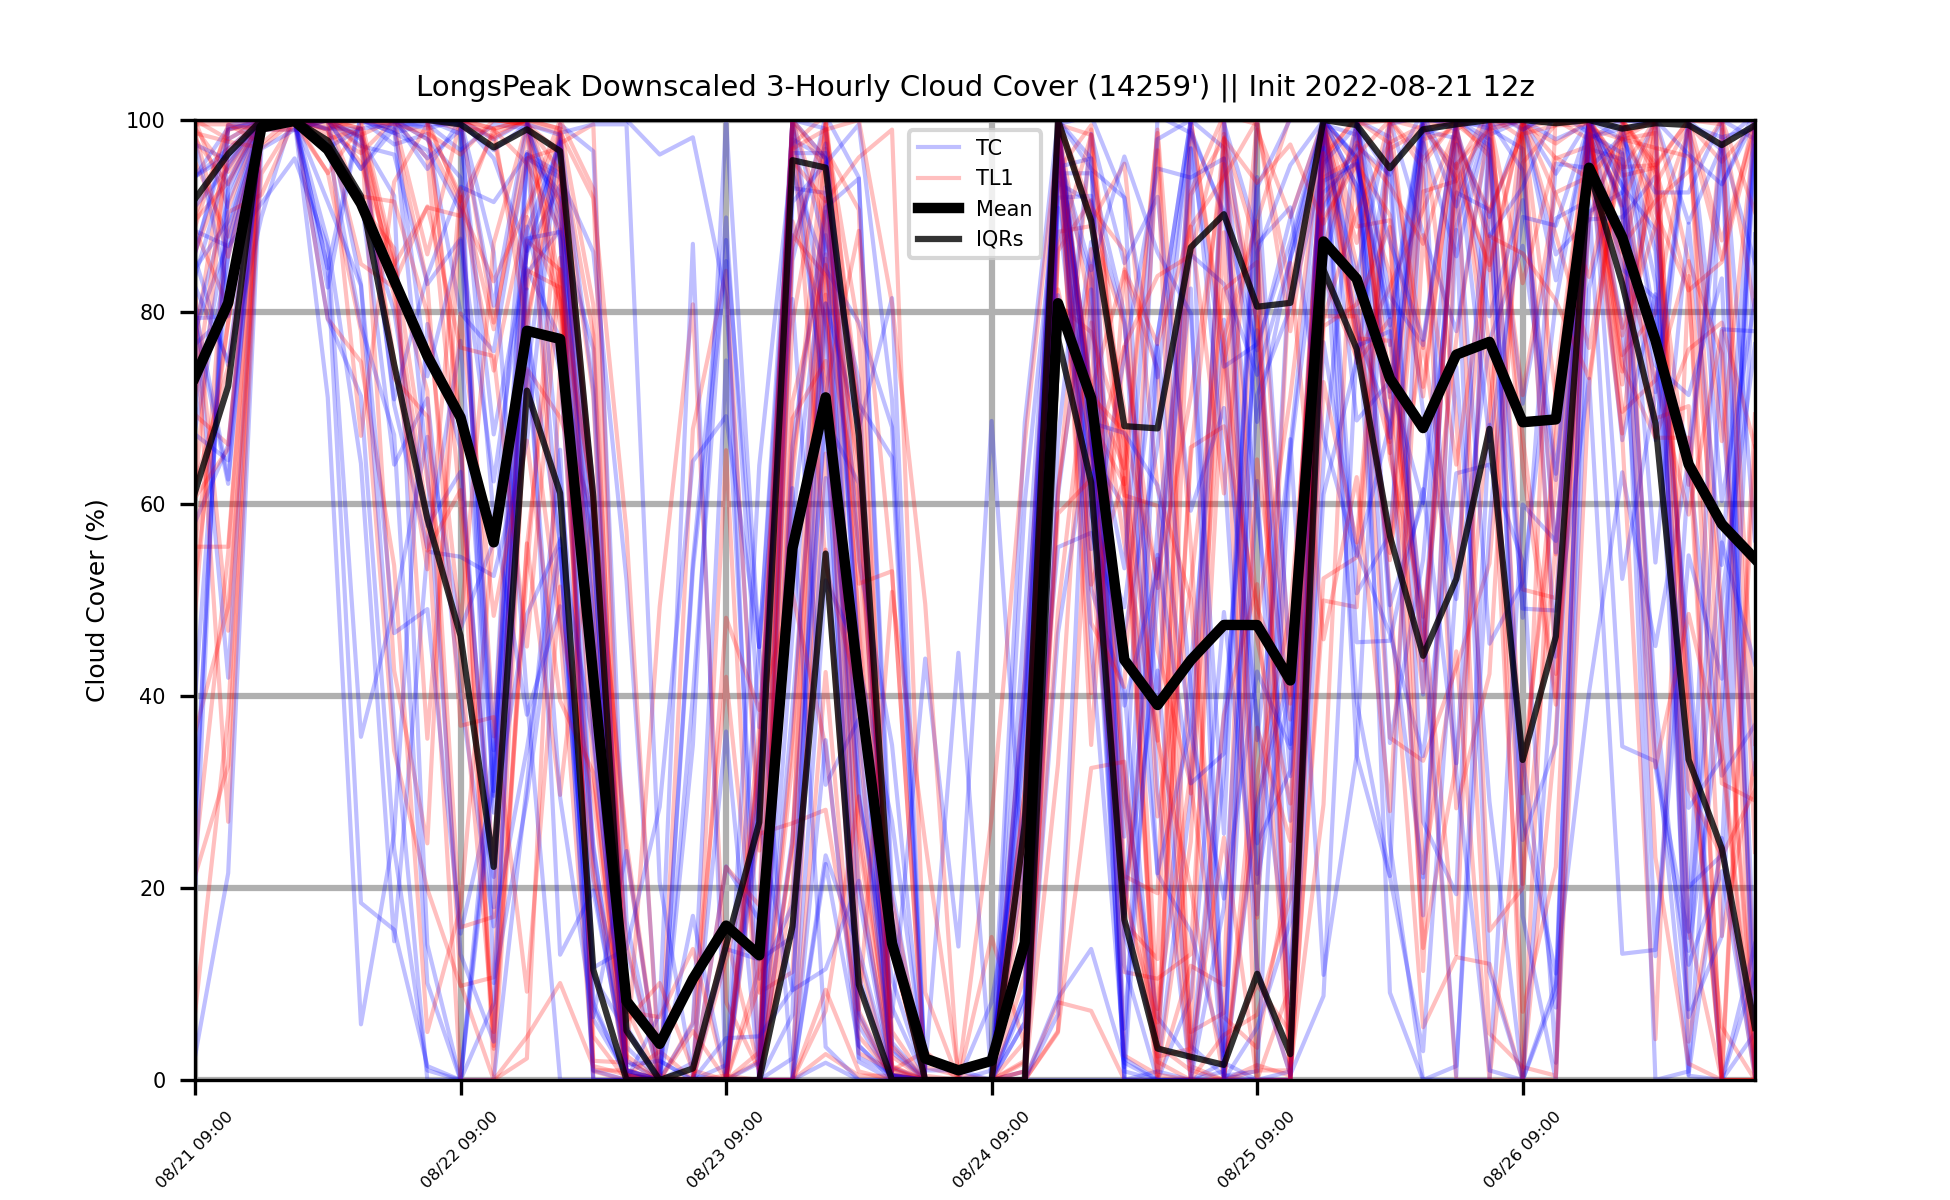 LongsPeak Downscaled 3-Hourly Cloud Cover (14259') || Init 2022-08-21 12z
Cloud Cover (%)
100
80
60
40
20
0
TC
TL1
Mean
IQRs
08/21 09:00
08/22 09:00
08/23 09:00
08/24 09:00
08/25 09:00
08/26 09:00